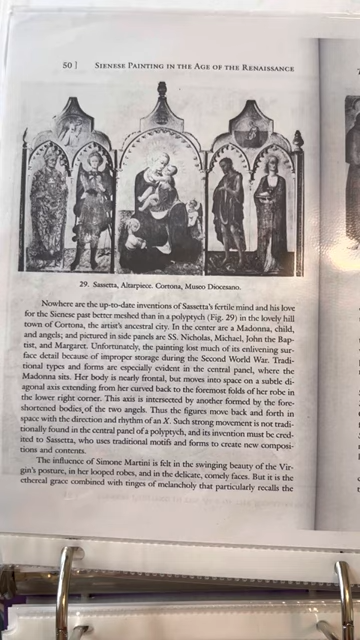 50 | SIENESE PAINTING IN THE AGE OF THE RENAISSANCE
29. Sassetta, Altarpiece. Cortona, Museo Diocesano.
Nowhere are the up-to-date inventions of Sassetta's fertile mind and his love
for the Sienese past better meshed than in a polyptych (Fig. 29) in the lovely hill
town of Cortona, the artist's ancestral city. In the center are a Madonna, child,
and angels; and pictured in side panels are SS. Nicholas, Michael, John the Bap-
tist, and Margaret. Unfortunately, the painting lost much of its enlivening sur-
face detail because of improper storage during the Second World War. Tradi-
tional types and forms are especially evident in the central panel, where the
Madonna sits. Her body is nearly frontal, but moves into space on a subtle di-
agonal axis extending from her curved back to the foremost folds of her robe in
the lower right corner. This axis is intersected by another formed by the fore-
shortened bodies of the two angels. Thus the figures move back and forth in
space with the direction and rhythm of an X. Such strong movement is not tradi-
tionally found in the central panel of a polyptych, and its invention must be cred-
ited to Sassetta, who uses traditional motifs and forms to create new composi-
tions and contents.
The influence of Simone Martini is felt in the swinging beauty of the Vir-
gin's posture, in her looped robes, and in the delicate, comely faces. But it is the
ethereal grace combined with tinges of melancholy that particularly recalls the